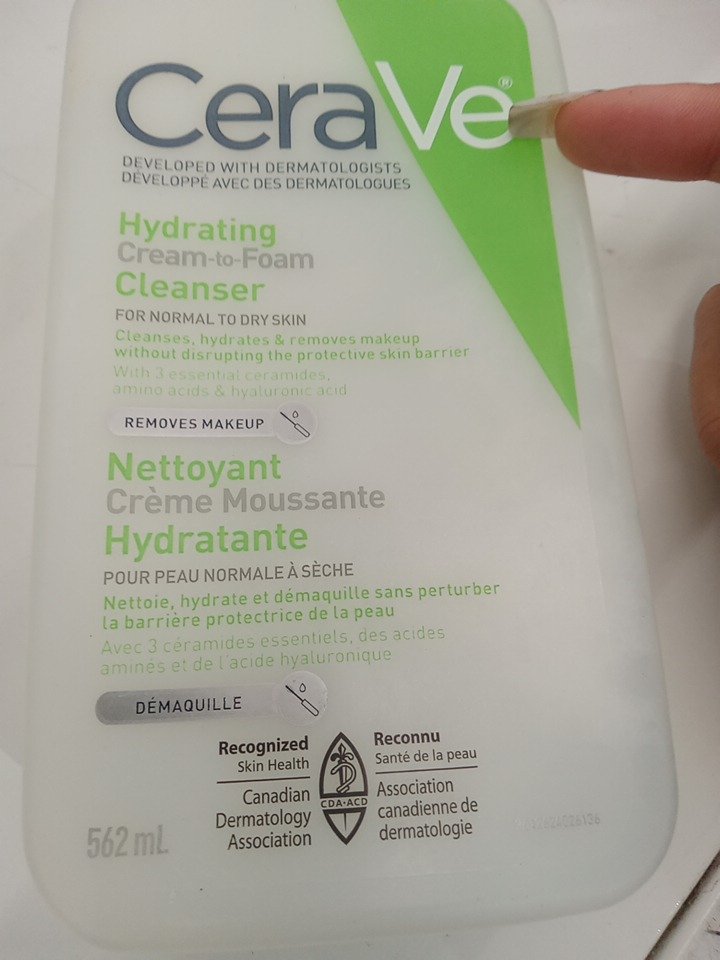 CeraVe®
DEVELOPED WITH DERMATOLOGISTS
DÉVELOPPÉ AVEC DES DERMATOLOGUES
Hydrating
Cream-to-Foam
Cleanser
FOR NORMAL TO DRY SKIN
Cleanses, hydrates & removes makeup
without disrupting the protective skin barrier
With 3 essential ceramides,
amino acids & hyaluronic acid
REMOVES MAKEUP
Nettoyant
Crème Moussante
Hydratante
POUR PEAU NORMALE À SÈCHE
Nettoie, hydrate et démaquille sans perturber
la barrière protectrice de la peau
Avec 3 céramides essentiels, des acides
aminés et de l'acide hyaluronique
DÉMAQUILLE
Recognized
Skin Health
Canadian
Dermatology
Association
CDA-ACD
Reconnu
Santé de la peau
Association
canadienne de
dermatologie
562 mL